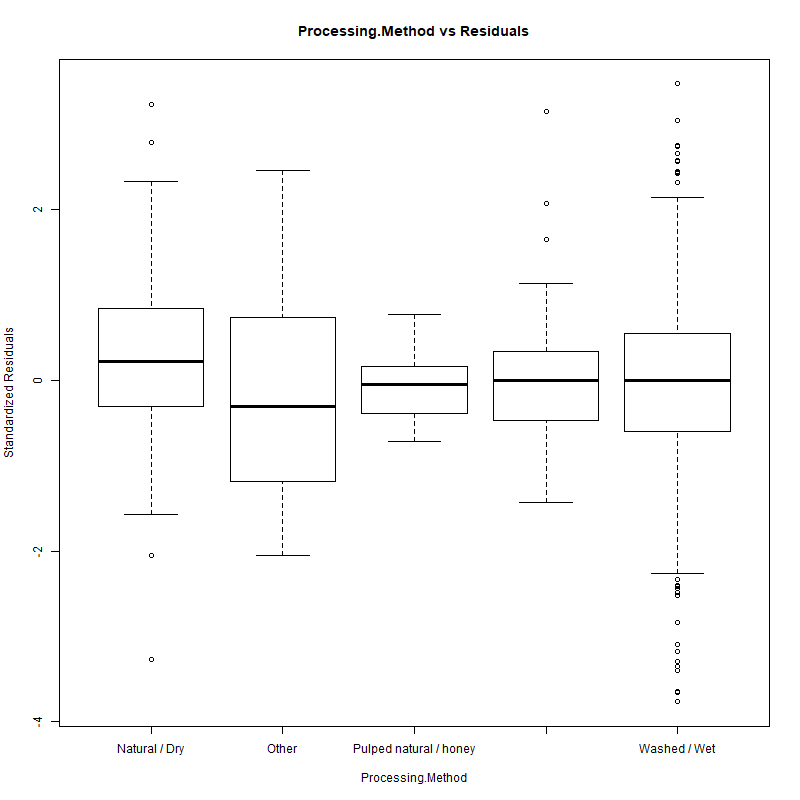 Processing.Method vs Residuals
Standardized Residuals
2
0
-2
-4
Natural / Dry
Other
Pulped natural / honey
Washed / Wet
Processing.Method